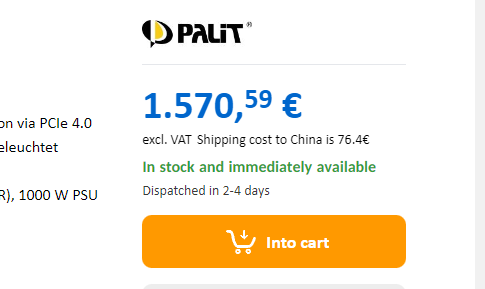 PALIT®
1.570,59 €
on via PCIe 4.0
excl. VAT Shipping cost to China is 76.4€
eleuchtet
In stock and immediately available
Dispatched in 2-4 days
R), 1000 W PSU
Into cart